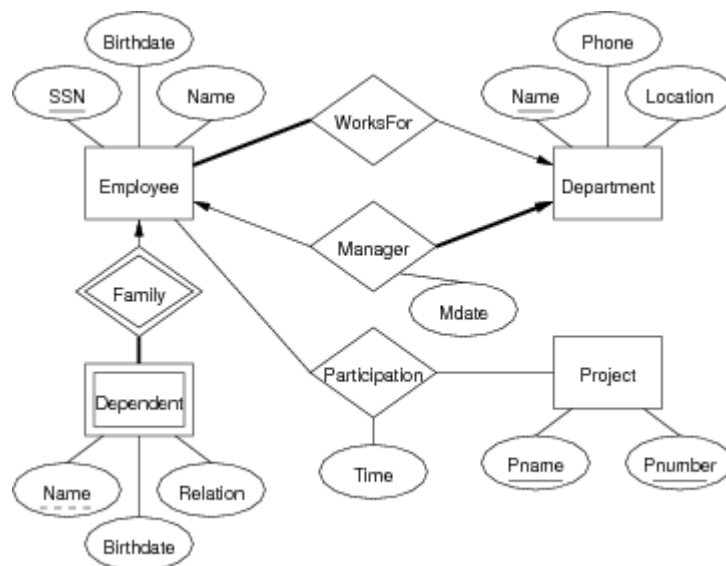 Birthdate
Phone
SSN
Name
Name
Location
WorksFor
Employee
Department
Manager
Family
Mdate
Participation
Project
Dependent
Time
Pname
Pnumber
Name
Relation
Birthdate